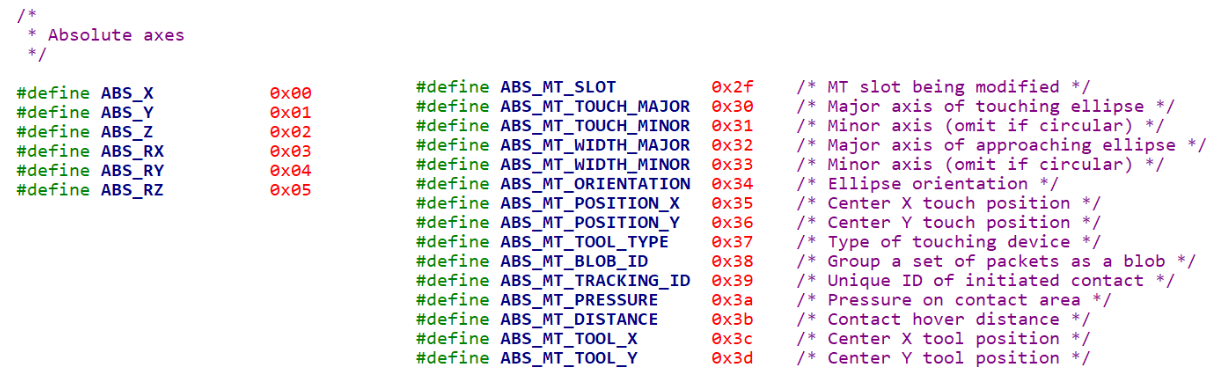 /*
 * Absolute axes
 */
#define ABS_X 0x00
#define ABS_Y 0x01
#define ABS_Z 0x02
#define ABS_RX 0x03
#define ABS_RY 0x04
#define ABS_RZ 0x05
#define ABS_MT_SLOT 0x2f /* MT slot being modified */
#define ABS_MT_TOUCH_MAJOR 0x30 /* Major axis of touching ellipse */
#define ABS_MT_TOUCH_MINOR 0x31 /* Minor axis (omit if circular) */
#define ABS_MT_WIDTH_MAJOR 0x32 /* Major axis of approaching ellipse */
#define ABS_MT_WIDTH_MINOR 0x33 /* Minor axis (omit if circular) */
#define ABS_MT_ORIENTATION 0x34 /* Ellipse orientation */
#define ABS_MT_POSITION_X 0x35 /* Center X touch position */
#define ABS_MT_POSITION_Y 0x36 /* Center Y touch position */
#define ABS_MT_TOOL_TYPE 0x37 /* Type of touching device */
#define ABS_MT_BLOB_ID 0x38 /* Group a set of packets as a blob */
#define ABS_MT_TRACKING_ID 0x39 /* Unique ID of initiated contact */
#define ABS_MT_PRESSURE 0x3a /* Pressure on contact area */
#define ABS_MT_DISTANCE 0x3b /* Contact hover distance */
#define ABS_MT_TOOL_X 0x3c /* Center X tool position */
#define ABS_MT_TOOL_Y 0x3d /* Center Y tool position */